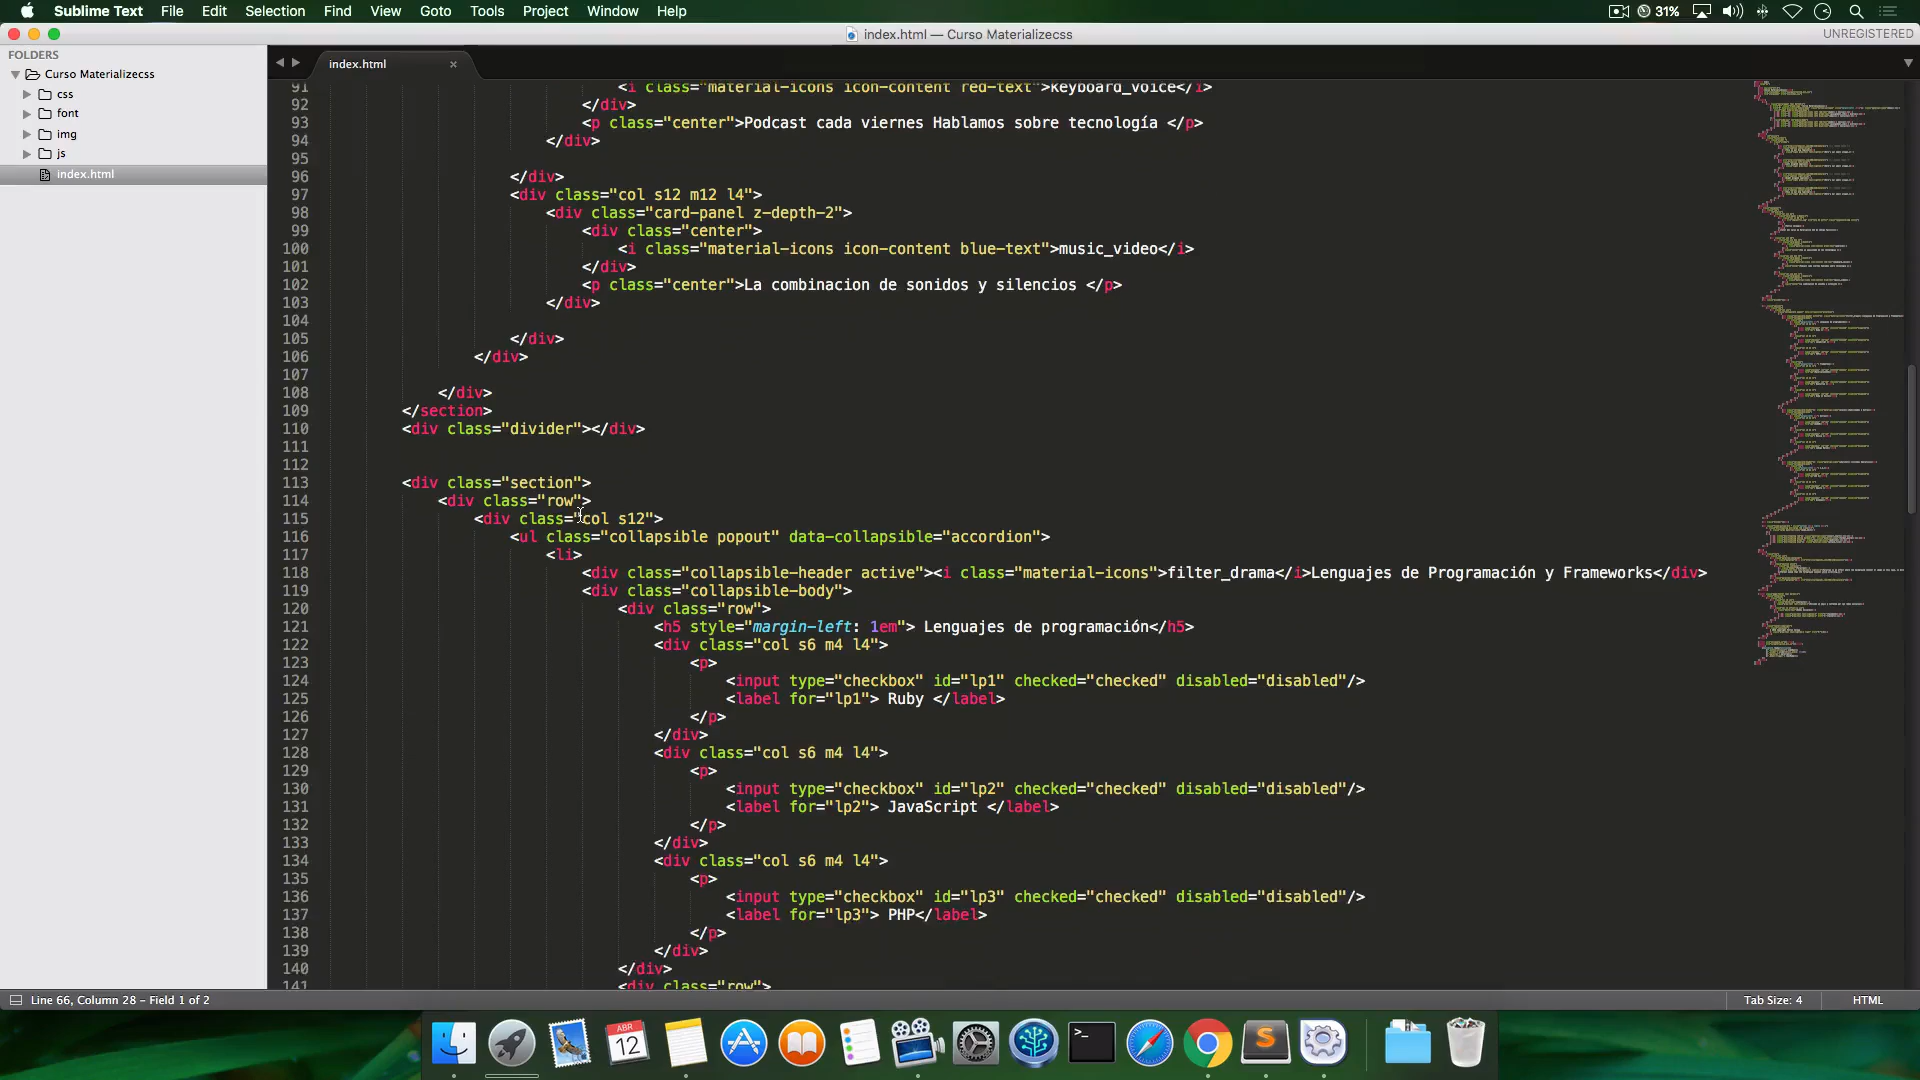 Sublime Text File Edit Selection Find View Goto Tools Project Window Help 31%
index.html — Curso Materializecss UNREGISTERED
FOLDERS
Curso Materializecss
css
font
img
js
index.html
index.html ×
91 <i class="material-icons icon-content red-text">keyboard_voice</i>
92 </div>
93 <p class="center">Podcast cada viernes Hablamos sobre tecnología </p>
94 </div>
95
96 </div>
97 <div class="col s12 m12 l4">
98 <div class="card-panel z-depth-2">
99 <div class="center">
100 <i class="material-icons icon-content blue-text">music_video</i>
101 </div>
102 <p class="center">La combinacion de sonidos y silencios </p>
103 </div>
104
105 </div>
106 </div>
107
108 </div>
109 </section>
110 <div class="divider"></div>
111
112
113 <div class="section">
114 <div class="row">
115 <div class="col s12">
116 <ul class="collapsible popout" data-collapsible="accordion">
117 <li>
118 <div class="collapsible-header active"><i class="material-icons">filter_drama</i>Lenguajes de Programación y Frameworks</div>
119 <div class="collapsible-body">
120 <div class="row">
121 <h5 style="margin-left: 1em"> Lenguajes de programación</h5>
122 <div class="col s6 m4 l4">
123 <p>
124 <input type="checkbox" id="lp1" checked="checked" disabled="disabled"/>
125 <label for="lp1"> Ruby </label>
126 </p>
127 </div>
128 <div class="col s6 m4 l4">
129 <p>
130 <input type="checkbox" id="lp2" checked="checked" disabled="disabled"/>
131 <label for="lp2"> JavaScript </label>
132 </p>
133 </div>
134 <div class="col s6 m4 l4">
135 <p>
136 <input type="checkbox" id="lp3" checked="checked" disabled="disabled"/>
137 <label for="lp3"> PHP</label>
138 </p>
139 </div>
140 </div>
141 <div class="row">
Line 66, Column 28 – Field 1 of 2 Tab Size: 4 HTML
ABR
12